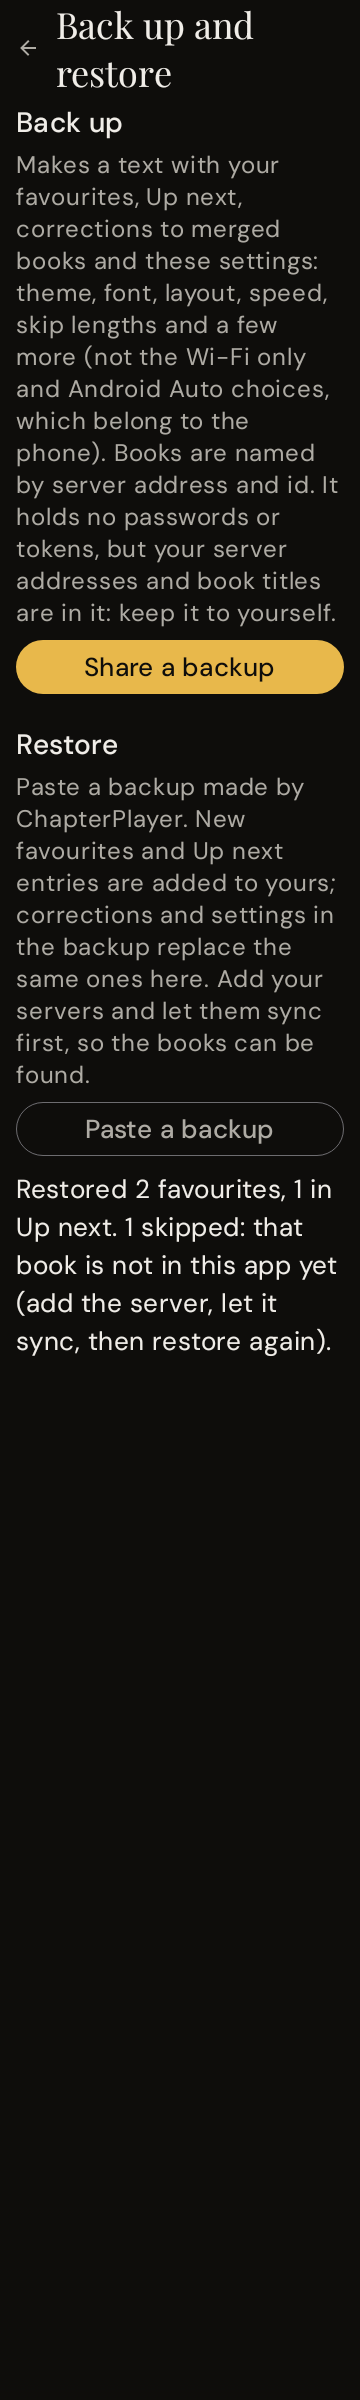 Back up and
restore
Back up
Makes a text with your
favourites, Up next,
corrections to merged
books and these settings:
theme, font, layout, speed,
skip lengths and a few
more (not the Wi-Fi only
and Android Auto choices,
which belong to the
phone). Books are named
by server address and id. It
holds no passwords or
tokens, but your server
addresses and book titles
are in it: keep it to yourself.
Share a backup
Restore
Paste a backup made by
ChapterPlayer. New
favourites and Up next
entries are added to yours;
corrections and settings in
the backup replace the
same ones here. Add your
servers and let them sync
first, so the books can be
found.
Paste a backup
Restored 2 favourites, 1 in
Up next. 1 skipped: that
book is not in this app yet
(add the server, let it
sync, then restore again).